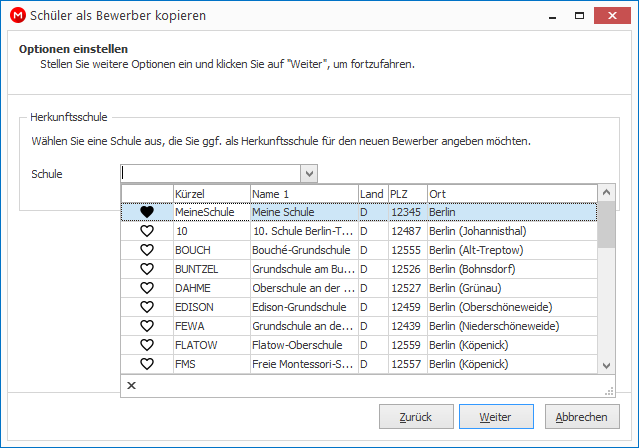 Schüler als Bewerber kopieren
Optionen einstellen
Stellen Sie weitere Optionen ein und klicken Sie auf "Weiter", um fortzufahren.
Herkunftsschule
Wählen Sie eine Schule aus, die Sie ggf. als Herkunftsschule für den neuen Bewerber angeben möchten.
Schule
Kürzel Name 1 Land PLZ Ort
MeineSchule Meine Schule D 12345 Berlin
10 10. Schule Berlin-T... D 12487 Berlin (Johannisthal)
BOUCH Bouché-Grundschule D 12555 Berlin (Alt-Treptow)
BUNTZEL Grundschule am Bu... D 12526 Berlin (Bohnsdorf)
DAHME Oberschule an der ... D 12527 Berlin (Grünau)
EDISON Edison-Grundschule D 12459 Berlin (Oberschöneweide)
FEWA Grundschule an de... D 12439 Berlin (Niederschöneweide)
FLATOW Flatow-Oberschule D 12559 Berlin (Köpenick)
FMS Freie Montessori-S... D 12557 Berlin (Köpenick)
Zurück Weiter Abbrechen